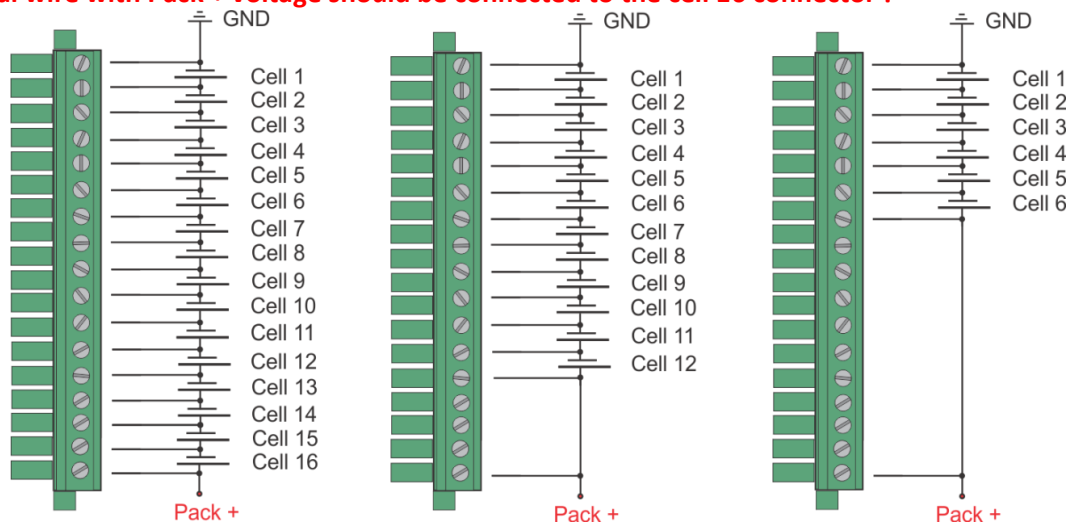 wire with Pack + voltage should be connected to the cell 16 connector !
GND
Cell 1
Cell 2
Cell 3
Cell 4
Cell 5
Cell 6
Cell 7
Cell 8
Cell 9
Cell 10
Cell 11
Cell 12
Cell 13
Cell 14
Cell 15
Cell 16
Pack +
GND
Cell 1
Cell 2
Cell 3
Cell 4
Cell 5
Cell 6
Cell 7
Cell 8
Cell 9
Cell 10
Cell 11
Cell 12
Pack +
GND
Cell 1
Cell 2
Cell 3
Cell 4
Cell 5
Cell 6
Pack +